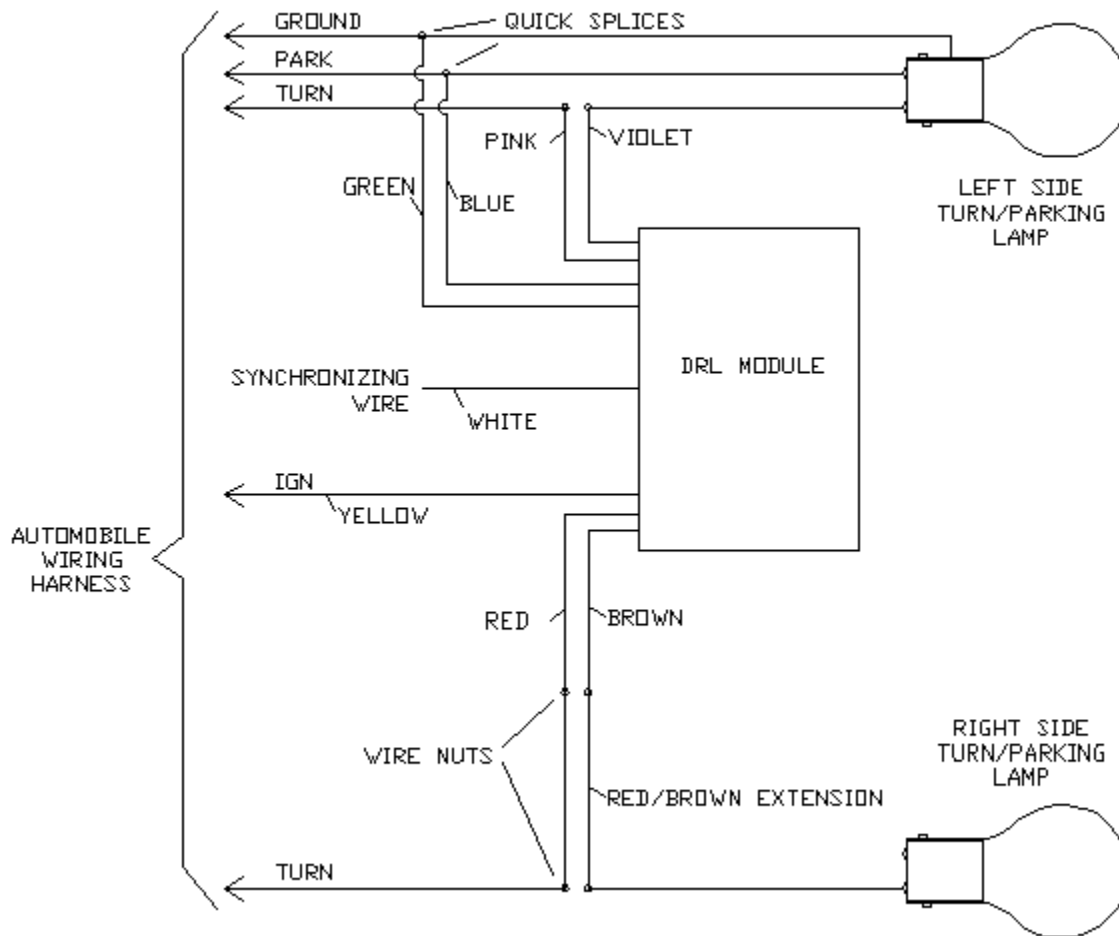 GROUND
QUICK SPLICES
PARK
TURN
PINK
VIOLET
GREEN
BLUE
LEFT SIDE
TURN/PARKING
LAMP
DRL MODULE
SYNCHRONIZING
WIRE
WHITE
IGN
YELLOW
AUTOMOBILE
WIRING
HARNESS
RED
BROWN
WIRE NUTS
RIGHT SIDE
TURN/PARKING
LAMP
RED/BROWN EXTENSION
TURN